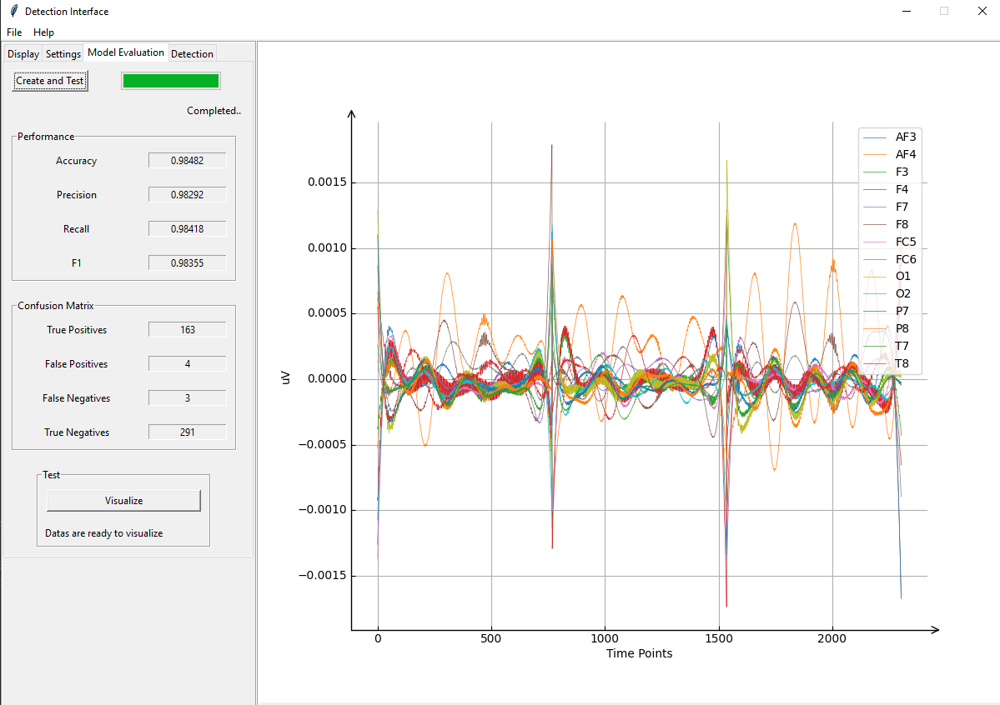 Detection Interface
File Help
Display Settings Model Evaluation Detection
Create and Test
Completed..
Performance
Accuracy 0.98482
Precision 0.98292
Recall 0.98418
F1 0.98355
Confusion Matrix
True Positives 163
False Positives 4
False Negatives 3
True Negatives 291
Test
Visualize
Datas are ready to visualize
uV
0.0015
0.0010
0.0005
0.0000
−0.0005
−0.0010
−0.0015
0 500 1000 1500 2000
Time Points
AF3
AF4
F3
F4
F7
F8
FC5
FC6
O1
O2
P7
P8
T7
T8